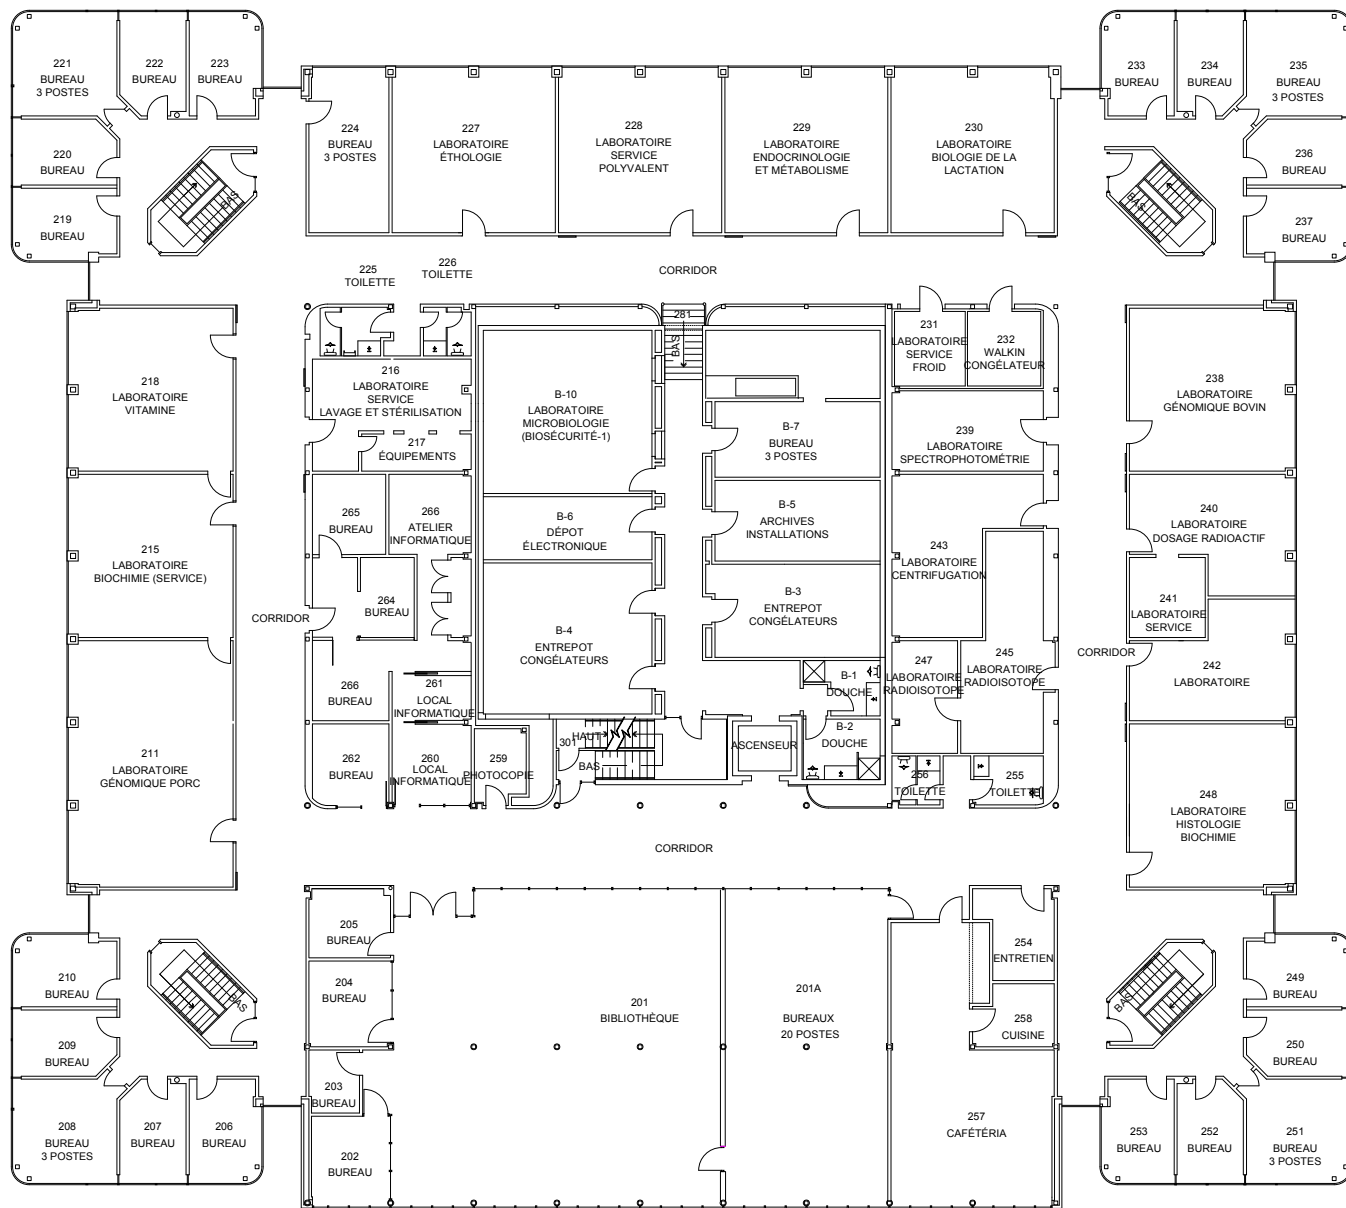 221
BUREAU
3 POSTES
222
BUREAU
223
BUREAU
233
BUREAU
234
BUREAU
235
BUREAU
3 POSTES
220
BUREAU
219
BUREAU
BAS
224
BUREAU
3 POSTES
227
LABORATOIRE
ÉTHOLOGIE
228
LABORATOIRE
SERVICE
POLYVALENT
229
LABORATOIRE
ENDOCRINOLOGIE
ET MÉTABOLISME
230
LABORATOIRE
BIOLOGIE DE LA
LACTATION
BAS
236
BUREAU
237
BUREAU
225
TOILETTE
226
TOILETTE
CORRIDOR
281
BAS
231
LABORATOIRE
SERVICE
FROID
232
WALKIN
CONGÉLATEUR
218
LABORATOIRE
VITAMINE
216
LABORATOIRE
SERVICE
LAVAGE ET STÉRILISATION
217
ÉQUIPEMENTS
B-10
LABORATOIRE
MICROBIOLOGIE
(BIOSÉCURITÉ-1)
B-7
BUREAU
3 POSTES
239
LABORATOIRE
SPECTROPHOTOMÉTRIE
238
LABORATOIRE
GÉNOMIQUE BOVIN
215
LABORATOIRE
BIOCHIMIE (SERVICE)
265
BUREAU
266
ATELIER
INFORMATIQUE
B-6
DÉPOT
ÉLECTRONIQUE
B-5
ARCHIVES
INSTALLATIONS
243
LABORATOIRE
CENTRIFUGATION
240
LABORATOIRE
DOSAGE RADIOACTIF
241
LABORATOIRE
SERVICE
CORRIDOR
264
BUREAU
B-4
ENTREPOT
CONGÉLATEURS
B-3
ENTREPOT
CONGÉLATEURS
CORRIDOR
266
BUREAU
261
LOCAL
INFORMATIQUE
B-1
DOUCHE
247
LABORATOIRE
RADIOISOTOPE
245
LABORATOIRE
RADIOISOTOPE
242
LABORATOIRE
211
LABORATOIRE
GÉNOMIQUE PORC
262
BUREAU
260
LOCAL
INFORMATIQUE
259
PHOTOCOPIE
301
HAUT
BAS
ASCENSEUR
B-2
DOUCHE
256
TOILETTE
255
TOILETTE
248
LABORATOIRE
HISTOLOGIE
BIOCHIMIE
CORRIDOR
205
BUREAU
204
BUREAU
203
BUREAU
202
BUREAU
201
BIBLIOTHÈQUE
201A
BUREAUX
20 POSTES
254
ENTRETIEN
258
CUISINE
257
CAFÉTÉRIA
210
BUREAU
209
BUREAU
BAS
208
BUREAU
3 POSTES
207
BUREAU
206
BUREAU
BAS
249
BUREAU
250
BUREAU
253
BUREAU
252
BUREAU
251
BUREAU
3 POSTES